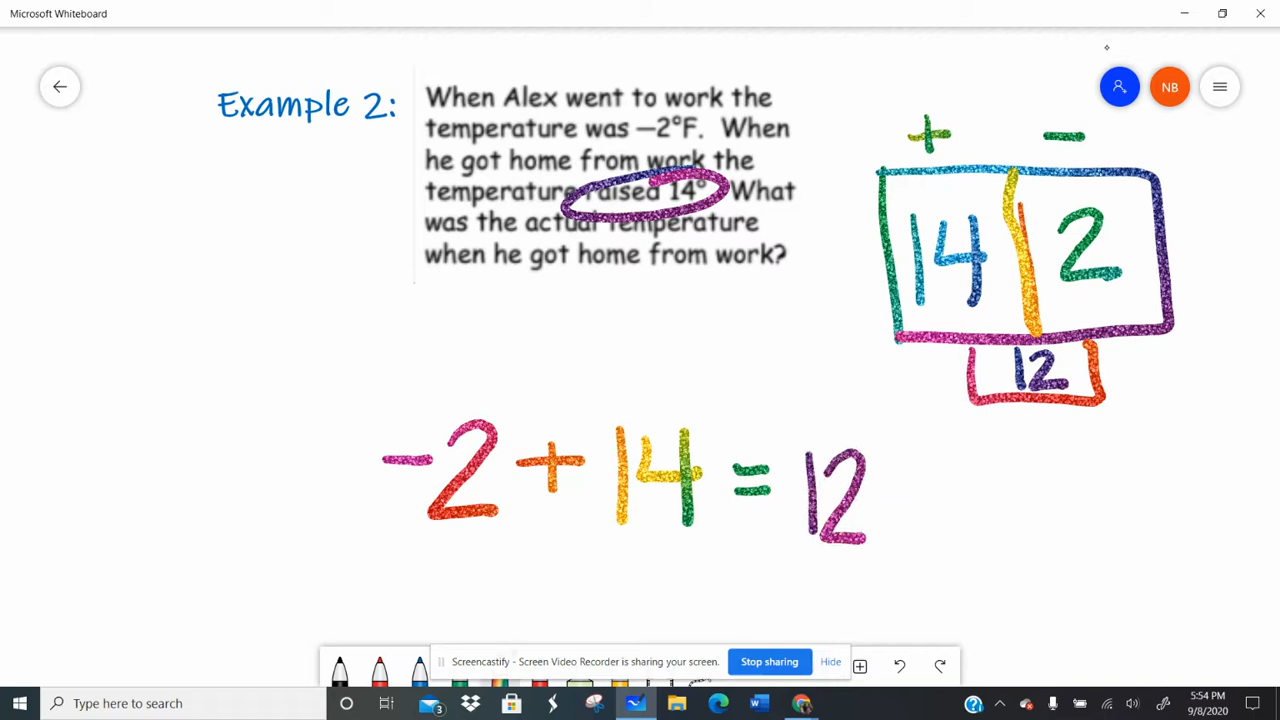 Microsoft Whiteboard
NB
Example 2:
When Alex went to work the
temperature was —2°F. When
he got home from work the
temperature raised 14° What
was the actual temperature
when he got home from work?
+ −
14 2
12
-2 + 14 = 12
Screencastify - Screen Video Recorder is sharing your screen.
Stop sharing
Hide
Type here to search
3
5:54 PM
9/8/2020